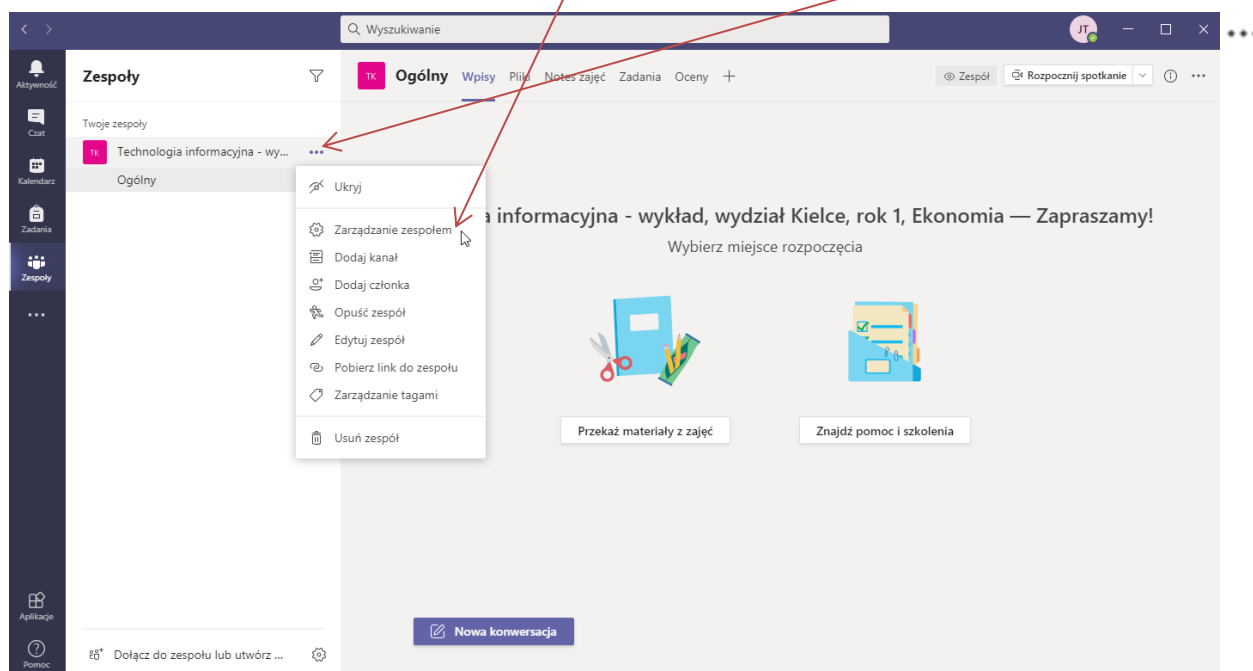 Wyszukiwanie
JT
Aktywność
Czat
Kalendarz
Zadania
Zespoły
Aplikacje
Pomoc
Zespoły
Twoje zespoły
TK Technologia informacyjna - wy...
Ogólny
Dołącz do zespołu lub utwórz ...
Ukryj
Zarządzanie zespołem
Dodaj kanał
Dodaj członka
Opuść zespół
Edytuj zespół
Pobierz link do zespołu
Zarządzanie tagami
Usuń zespół
TK Ogólny Wpisy Pliki Notes zajęć Zadania Oceny
Zespół Rozpocznij spotkanie
informacyjna - wykład, wydział Kielce, rok 1, Ekonomia — Zapraszamy!
Wybierz miejsce rozpoczęcia
Przekaż materiały z zajęć
Znajdź pomoc i szkolenia
Nowa konwersacja